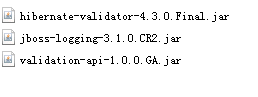 hibernate-validator-4.3.0.Final.jar
jboss-logging-3.1.0.CR2.jar
validation-api-1.0.0.GA.jar